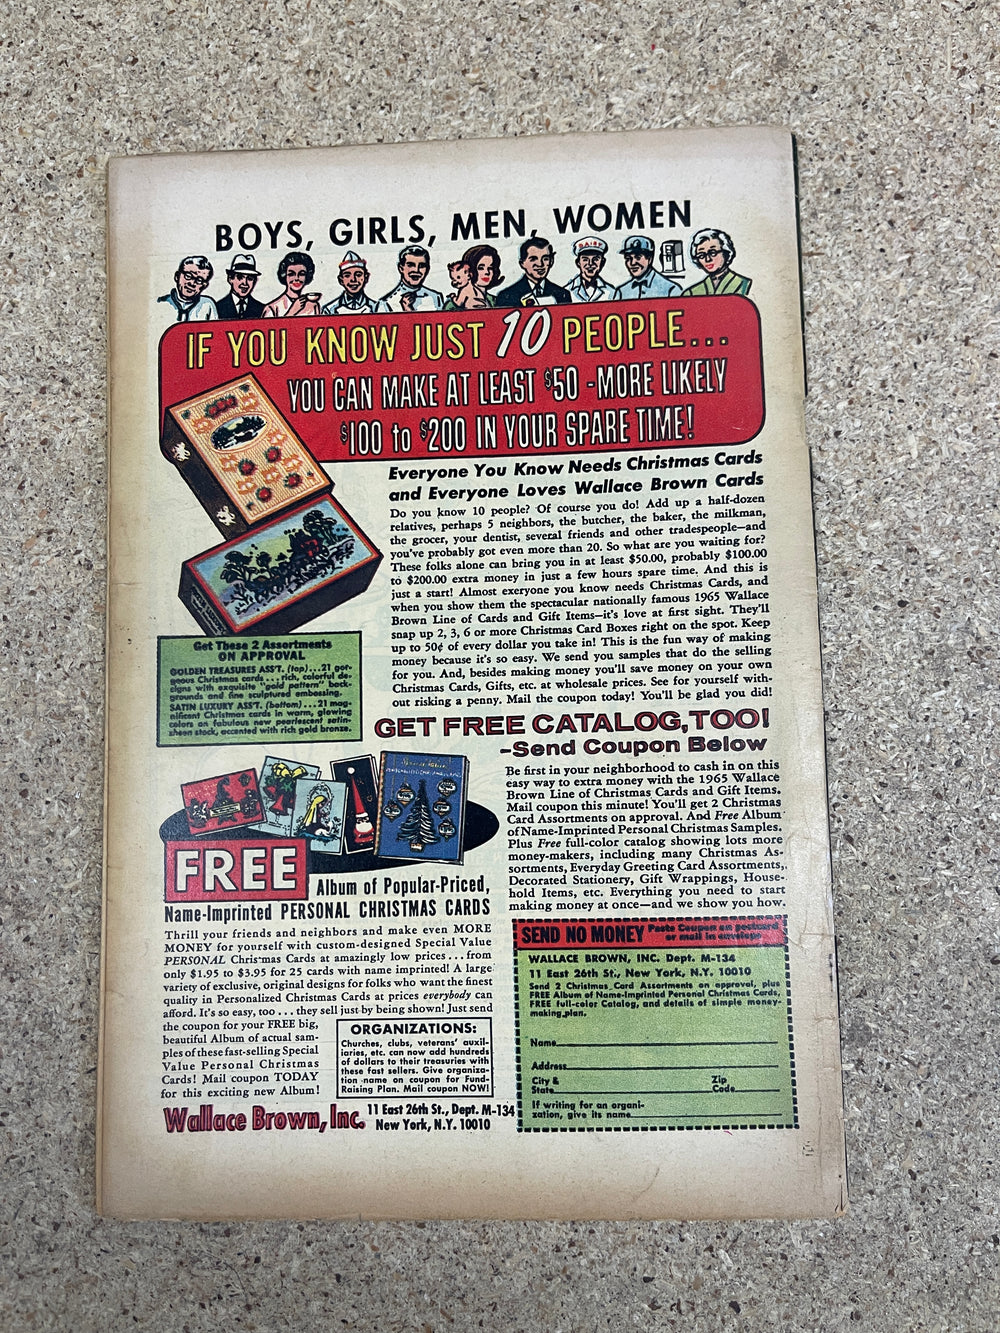 BOYS, GIRLS, MEN, WOMEN
DAIRY
IF YOU KNOW JUST 10 PEOPLE...
YOU CAN MAKE AT LEAST $50 -MORE LIKELY
$100 to $200 IN YOUR SPARE TIME!
Everyone You Know Needs Christmas Cards
and Everyone Loves Wallace Brown Cards
Do you know 10 people? Of course you do! Add up a half-dozen
relatives, perhaps 5 neighbors, the butcher, the baker, the milkman,
the grocer, your dentist, several friends and other tradespeople—and
you've probably got even more than 20. So what are you waiting for?
These folks alone can bring you in at least $50.00, probably $100.00
to $200.00 extra money in just a few hours spare time. And this is
just a start! Almost everyone you know needs Christmas Cards, and
when you show them the spectacular nationally famous 1965 Wallace
Brown Line of Cards and Gift Items—it's love at first sight. They'll
snap up 2, 3, 6 or more Christmas Card Boxes right on the spot. Keep
up to 50¢ of every dollar you take in! This is the fun way of making
money because it's so easy. We send you samples that do the selling
for you. And, besides making money you'll save money on your own
Christmas Cards, Gifts, etc. at wholesale prices. See for yourself with-
out risking a penny. Mail the coupon today! You'll be glad you did!
Get These 2 Assortments
ON APPROVAL
GOLDEN TREASURES ASS'T. (top)...21 gor-
geous Christmas cards...rich, colorful de-
signs with exquisite "gold pattern" back-
grounds and fine sculptured embossing.
SATIN LUXURY ASS'T. (bottom)...21 mag-
nificent Christmas cards in warm, glowing
colors on fabulous new pearlescent satin-
sheen stock, accented with rich gold bronze.
GET FREE CATALOG, TOO!
-Send Coupon Below
Be first in your neighborhood to cash in on this
easy way to extra money with the 1965 Wallace
Brown Line of Christmas Cards and Gift Items.
Mail coupon this minute! You'll get 2 Christmas
Card Assortments on approval. And Free Album
of Name-Imprinted Personal Christmas Samples.
Plus Free full-color catalog showing lots more
money-makers, including many Christmas As-
sortments, Everyday Greeting Card Assortments,
Decorated Stationery, Gift Wrappings, House-
hold Items, etc. Everything you need to start
making money at once—and we show you how.
FREE
Album of Popular-Priced,
Name-Imprinted PERSONAL CHRISTMAS CARDS
Thrill your friends and neighbors and make even MORE
MONEY for yourself with custom-designed Special Value
PERSONAL Christmas Cards at amazingly low prices...from
only $1.95 to $3.95 for 25 cards with name imprinted! A large
variety of exclusive, original designs for folks who want the finest
quality in Personalized Christmas Cards at prices everybody can
afford. It's so easy, too...they sell just by being shown! Just send
the coupon for your FREE big,
beautiful Album of actual sam-
ples of these fast-selling Special
Value Personal Christmas
Cards! Mail coupon TODAY
for this exciting new Album!
ORGANIZATIONS:
Churches, clubs, veterans' auxil-
iaries, etc. can now add hundreds
of dollars to their treasuries with
these fast sellers. Give organiza-
tion name on coupon for Fund-
Raising Plan. Mail coupon NOW!
Wallace Brown, Inc. 11 East 26th St., Dept. M-134
New York, N.Y. 10010
SEND NO MONEY Paste Coupon on postcard
or mail in envelope
WALLACE BROWN, INC. Dept. M-134
11 East 26th St., New York, N.Y. 10010
Send 2 Christmas Card Assortments on approval, plus
FREE Album of Name-Imprinted Personal Christmas Cards,
FREE full-color Catalog, and details of simple money-
making plan.
Name
Address
City & State Zip Code
If writing for an organi-
zation, give its name